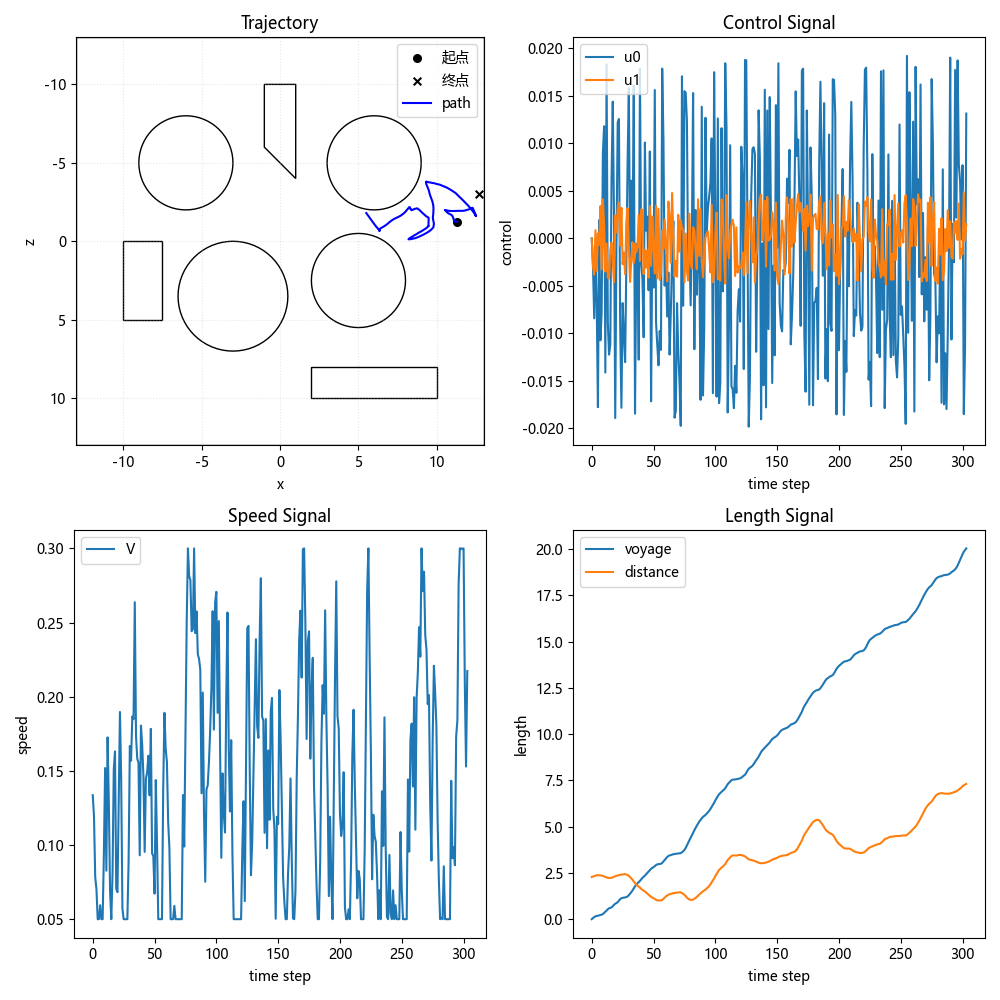 Trajectory
起点
终点
path
-10
-5
0
5
10
z
-10
-5
0
5
10
x
Control Signal
u0
u1
0.020
0.015
0.010
0.005
0.000
-0.005
-0.010
-0.015
-0.020
control
0
50
100
150
200
250
300
time step
Speed Signal
V
0.30
0.25
0.20
0.15
0.10
0.05
speed
0
50
100
150
200
250
300
time step
Length Signal
voyage
distance
20.0
17.5
15.0
12.5
10.0
7.5
5.0
2.5
0.0
length
0
50
100
150
200
250
300
time step